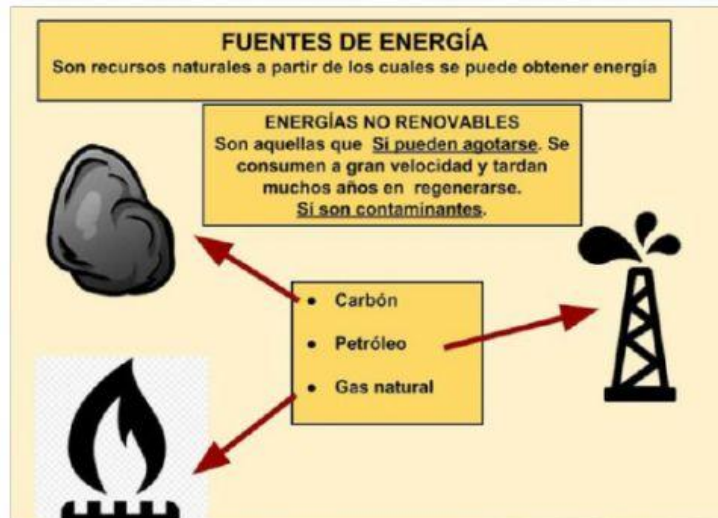 FUENTES DE ENERGÍA
Son recursos naturales a partir de los cuales se puede obtener energía
ENERGÍAS NO RENOVABLES
Son aquellas que Sí pueden agotarse. Se
consumen a gran velocidad y tardan
muchos años en regenerarse.
Sí son contaminantes.
• Carbón
• Petróleo
• Gas natural